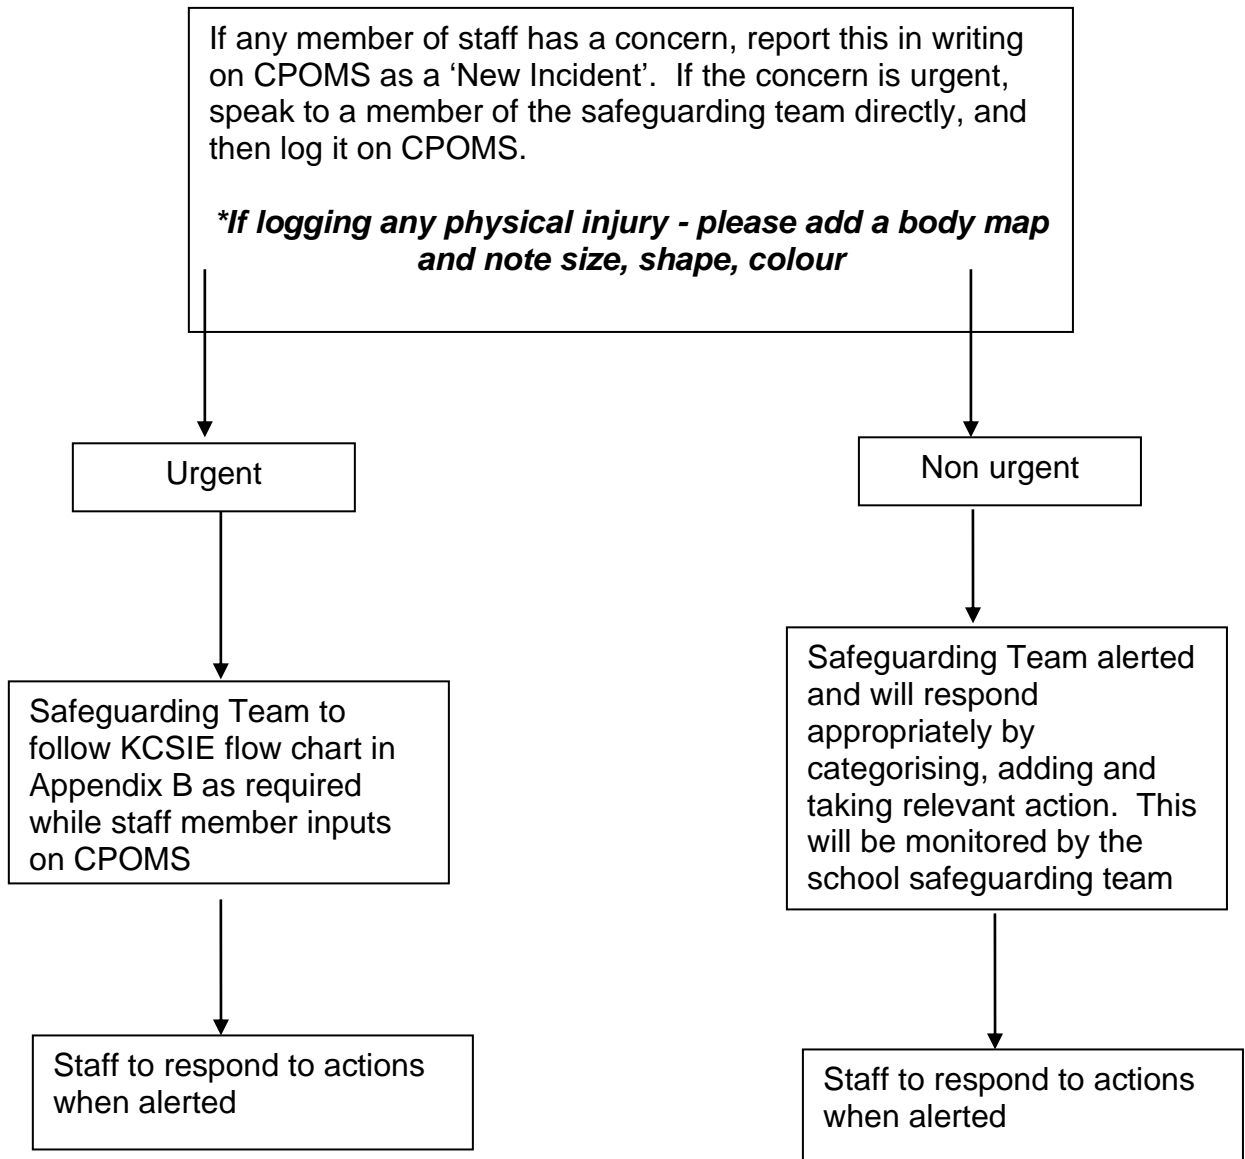 If any member of staff has a concern, report this in writing
on CPOMS as a ‘New Incident’.  If the concern is urgent,
speak to a member of the safeguarding team directly, and
then log it on CPOMS.
*If logging any physical injury - please add a body map
and note size, shape, colour
Urgent
Non urgent
Safeguarding Team to
follow KCSIE flow chart in
Appendix B as required
while staff member inputs
on CPOMS
Safeguarding Team alerted
and will respond
appropriately by
categorising, adding and
taking relevant action.  This
will be monitored by the
school safeguarding team
Staff to respond to actions
when alerted
Staff to respond to actions
when alerted